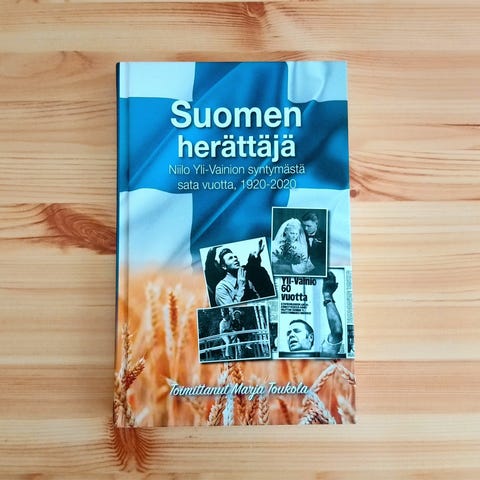 Suomen
herättäjä
Niilo Yli-Vainion syntymästä
sata vuotta, 1920-2020
Yli-Vainio
60
vuotta
Toimittanut Marja Toukola